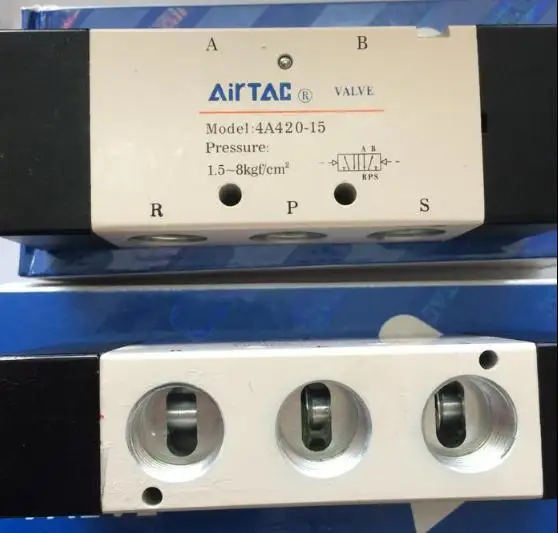 A B
AirTAC ® VALVE
Model:4A420-15
Pressure:
1.5~8kgf/cm²
A B
R P S
R P S